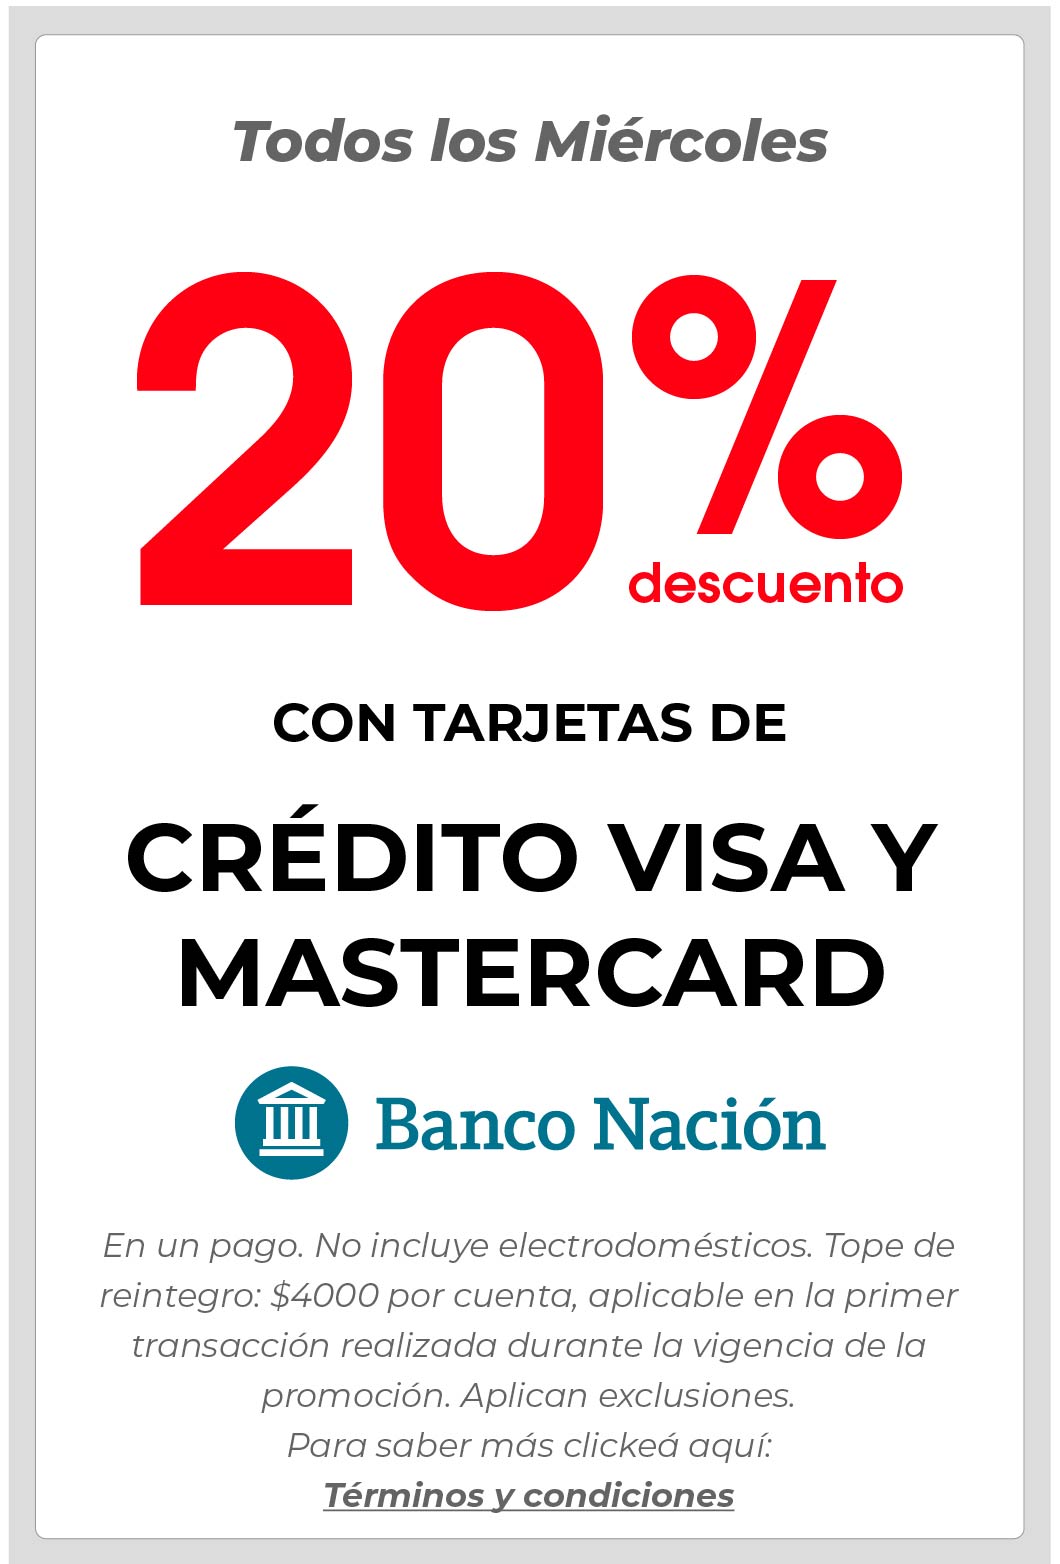 Todos los Miércoles
20%
descuento
CON TARJETAS DE
CRÉDITO VISA Y
MASTERCARD
Banco Nación
En un pago. No incluye electrodomésticos. Tope de
reintegro: $4000 por cuenta, aplicable en la primer
transacción realizada durante la vigencia de la
promoción. Aplican exclusiones.
Para saber más clickeá aquí:
Términos y condiciones